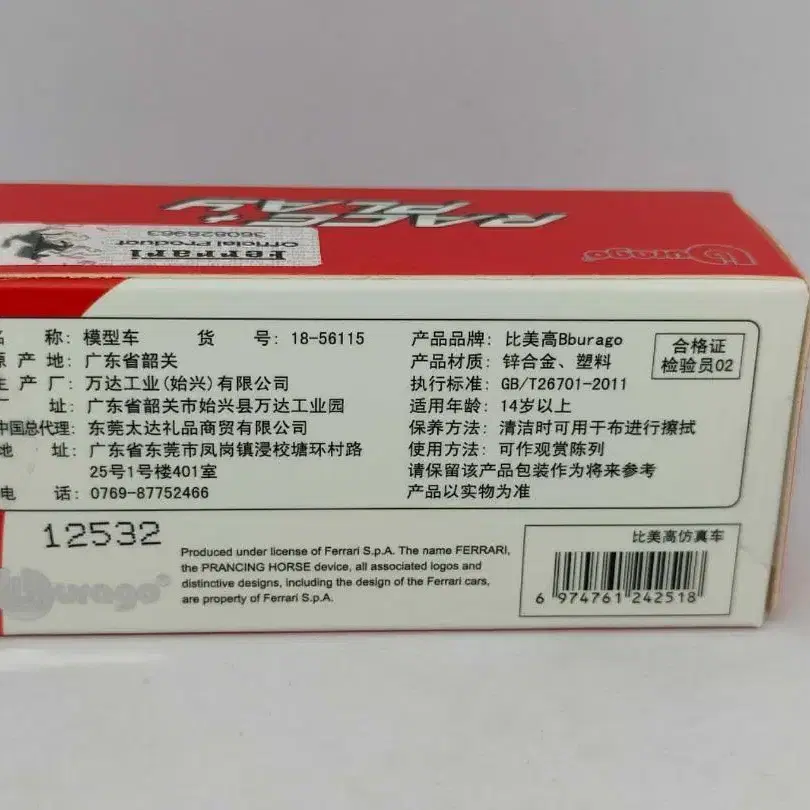 RACE+
PLAY
Ferrari
Official Product
360828963
Bburago
名 称: 模型车 货 号: 18-56115
原 产 地: 广东省韶关
生 产 厂: 万达工业(始兴)有限公司
厂 址: 广东省韶关市始兴县万达工业园
中国总代理: 东莞太达礼品商贸有限公司
地 址: 广东省东莞市凤岗镇浸校塘环村路
25号1号楼401室
电 话: 0769-87752466
产品品牌: 比美高Bburago
产品材质: 锌合金、塑料
执行标准: GB/T26701-2011
适用年龄: 14岁以上
保养方法: 清洁时可用干布进行擦拭
使用方法: 可作观赏陈列
请保留该产品包装作为将来参考
产品以实物为准
合格证
检验员02
12532
Bburago
Produced under license of Ferrari S.p.A. The name FERRARI,
the PRANCING HORSE device, all associated logos and
distinctive designs, including the design of the Ferrari cars,
are property of Ferrari S.p.A.
比美高仿真车
6 974761 242518